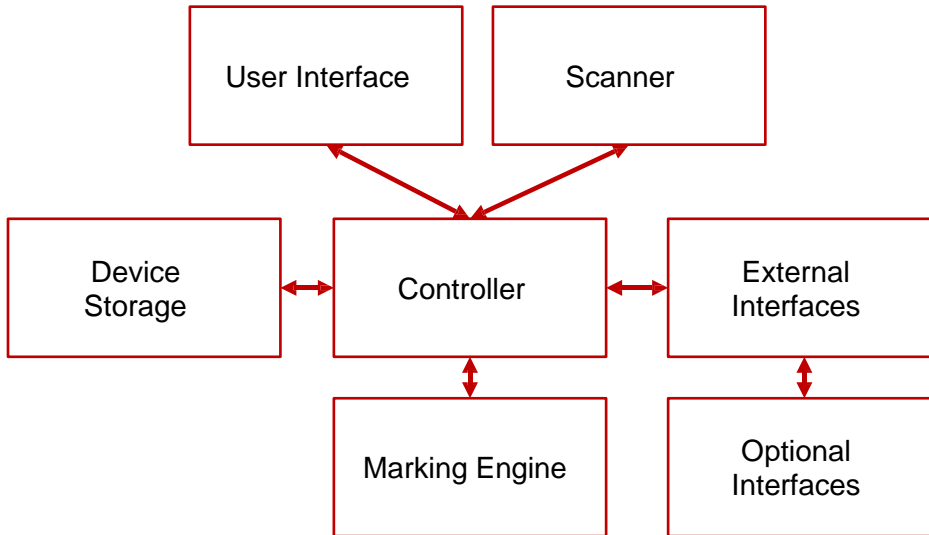 User Interface
Scanner
Device
Storage
Controller
External
Interfaces
Marking Engine
Optional
Interfaces